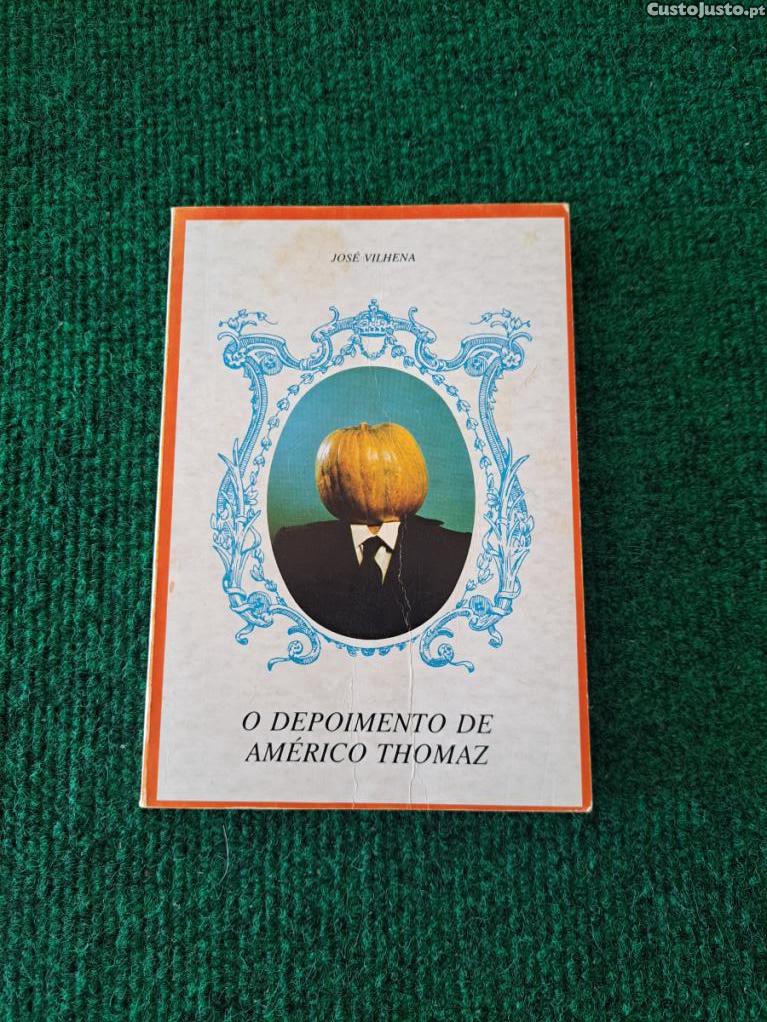 CustoJusto.pt
JOSÉ VILHENA
O DEPOIMENTO DE
AMÉRICO THOMAZ